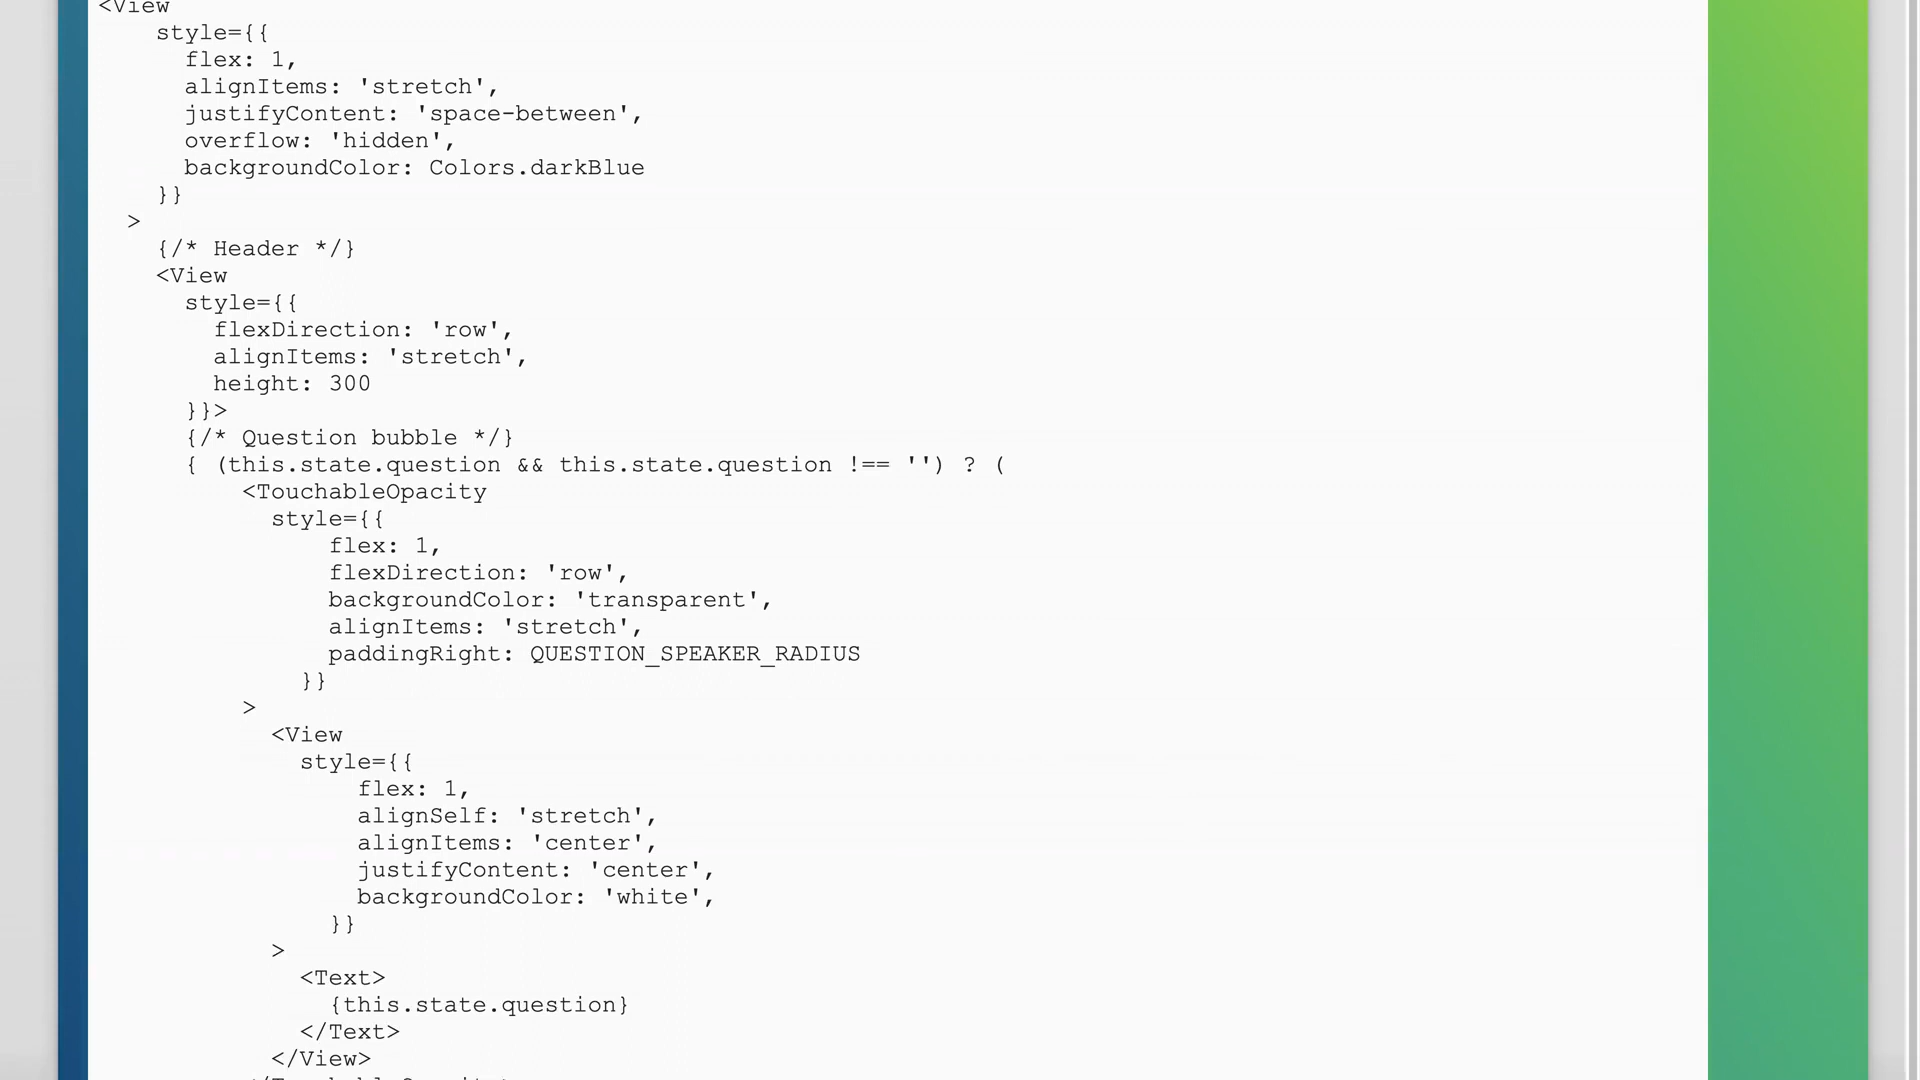 <View
style={{
flex: 1,
alignItems: 'stretch',
justifyContent: 'space-between',
overflow: 'hidden',
backgroundColor: Colors.darkBlue
}}
>
{/* Header */}
<View
style={{
flexDirection: 'row',
alignItems: 'stretch',
height: 300
}}>
{/* Question bubble */}
{ (this.state.question && this.state.question !== '') ? (
<TouchableOpacity
style={{
flex: 1,
flexDirection: 'row',
backgroundColor: 'transparent',
alignItems: 'stretch',
paddingRight: QUESTION_SPEAKER_RADIUS
}}
>
<View
style={{
flex: 1,
alignSelf: 'stretch',
alignItems: 'center',
justifyContent: 'center',
backgroundColor: 'white',
}}
>
<Text>
{this.state.question}
</Text>
</View>